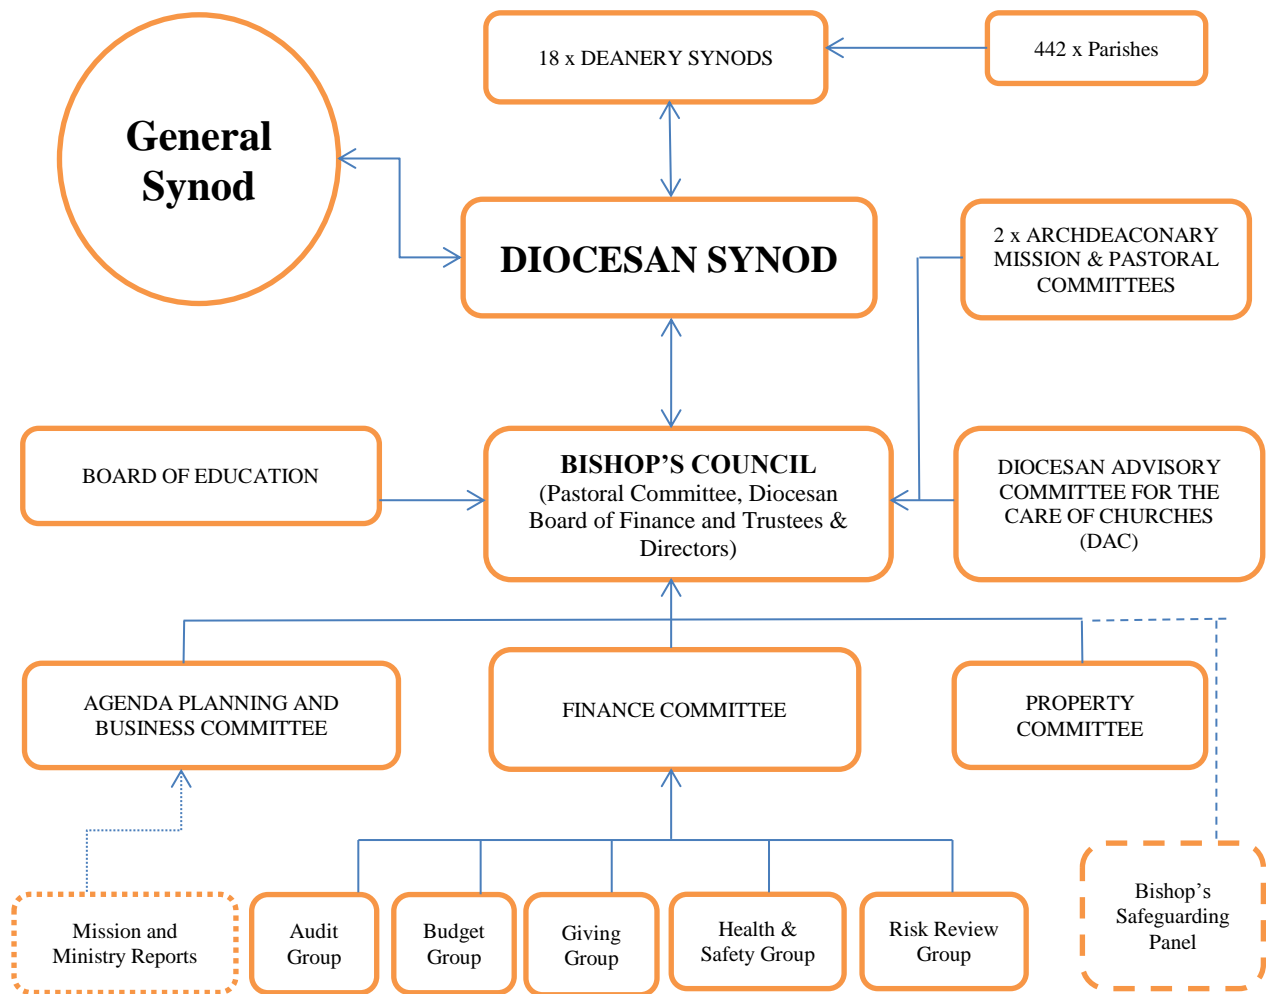 General
Synod
18 x DEANERY SYNODS
442 x Parishes
DIOCESAN SYNOD
2 x ARCHDEACONARY
MISSION & PASTORAL
COMMITTEES
BOARD OF EDUCATION
BISHOP’S COUNCIL
(Pastoral Committee, Diocesan
Board of Finance and Trustees &
Directors)
DIOCESAN ADVISORY
COMMITTEE FOR THE
CARE OF CHURCHES
(DAC)
AGENDA PLANNING AND
BUSINESS COMMITTEE
FINANCE COMMITTEE
PROPERTY
COMMITTEE
Mission and
Ministry Reports
Audit
Group
Budget
Group
Giving
Group
Health &
Safety Group
Risk Review
Group
Bishop’s
Safeguarding
Panel